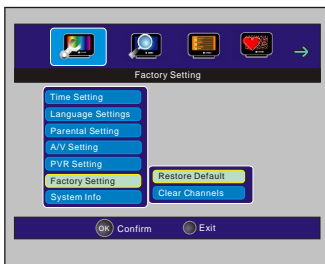 Factory Setting
Time Setting
Language Settings
Parental Setting
A/V Setting
PVR Setting
Factory Setting
System Info
Restore Default
Clear Channels
OK Confirm Exit